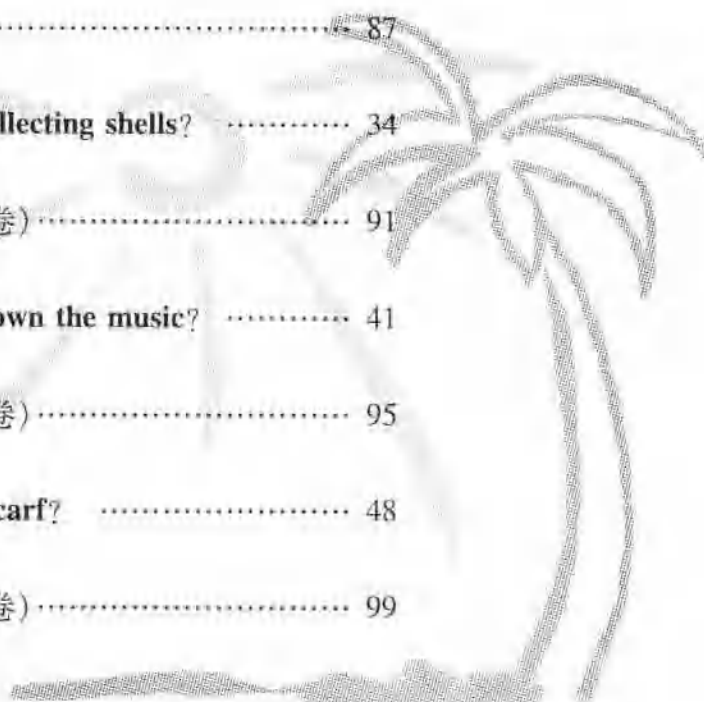 ………………………………… 87
llecting shells? ………… 34
卷) ………………………… 91
own the music? ………… 41
卷) ………………………… 95
carf? …………………… 48
卷) ………………………… 99